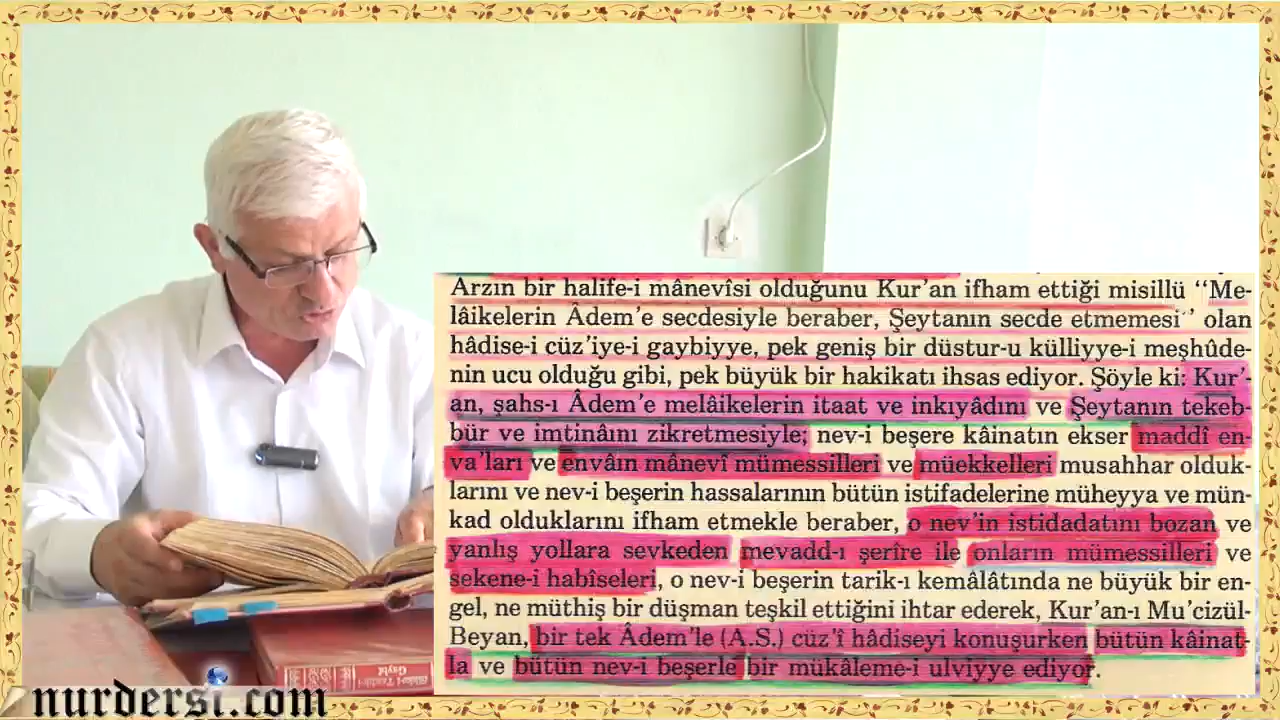 Arzın bir halife-i mânevîsi olduğunu Kur'an ifham ettiği misillü "Me-
lâikelerin Âdem'e secdesiyle beraber, Şeytanın secde etmemesi" olan
hâdise-i cüz'iye-i gaybiyye, pek geniş bir düstur-u külliyye-i meşhûde-
nin ucu olduğu gibi, pek büyük bir hakikatı ihsas ediyor. Şöyle ki: Kur'-
an, şahs-ı Âdem'e melâikelerin itaat ve inkıyâdını ve Şeytanın tekeb-
bür ve imtinâını zikretmesiyle; nev-i beşere kâinatın ekser maddî en-
va'ları ve envâın mânevî mümessilleri ve müekkelleri musahhar olduk-
larını ve nev-i beşerin hassalarının bütün istifadelerine müheyya ve mün-
kad olduklarını ifham etmekle beraber, o nev'in istidadatını bozan ve
yanlış yollara sevkeden mevadd-ı şerîre ile onların mümessilleri ve
sekene-i habîseleri, o nev-i beşerin tarik-ı kemâlâtında ne büyük bir en-
gel, ne müthiş bir düşman teşkil ettiğini ihtar ederek, Kur'an-ı Mu'cizül-
Beyan, bir tek Âdem'le (A.S.) cüz'î hâdiseyi konuşurken bütün kâinat-
la ve bütün nev-i beşerle bir mükâleme-i ulviyye ediyor.
nurdersi.com